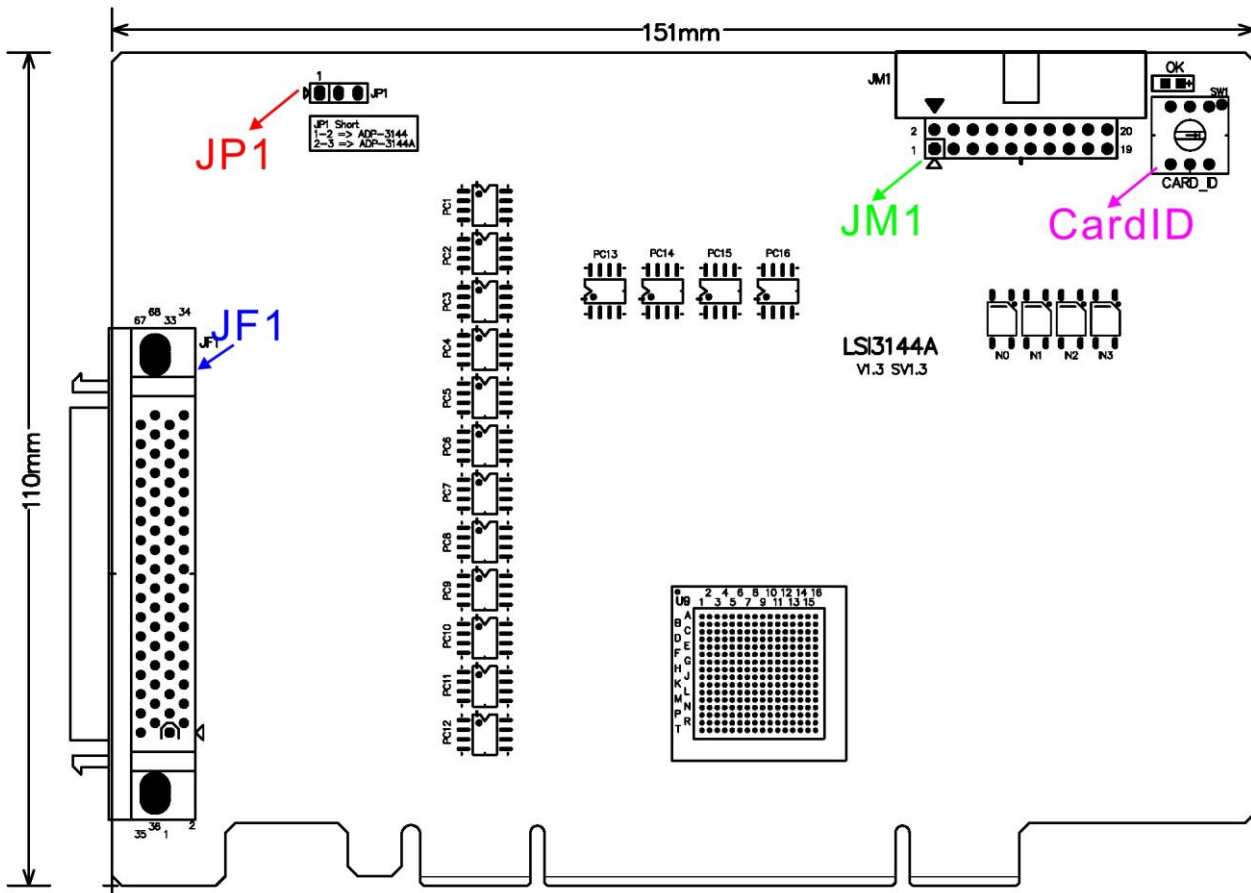 151mm
110mm
1
JP1
JP1
JP1 Short
1-2 => ADP-3144
2-3 => ADP-3144A
JM1
2
20
1
19
JM1
OK
SW1
CARD_ID
CardID
PC1
PC2
PC3
PC4
PC5
PC6
PC7
PC8
PC9
PC10
PC11
PC12
PC13 PC14 PC15 PC16
LSI3144A
V1.3 SV1.3
IN0 IN1 IN2 IN3
67 68 33 34
JF1
JF1
35 36 1 2
U9
2 4 6 8 10 12 14 16
1 3 5 7 9 11 13 15
A
B
C
D
E
F
G
H
J
K
L
M
N
P
R
T